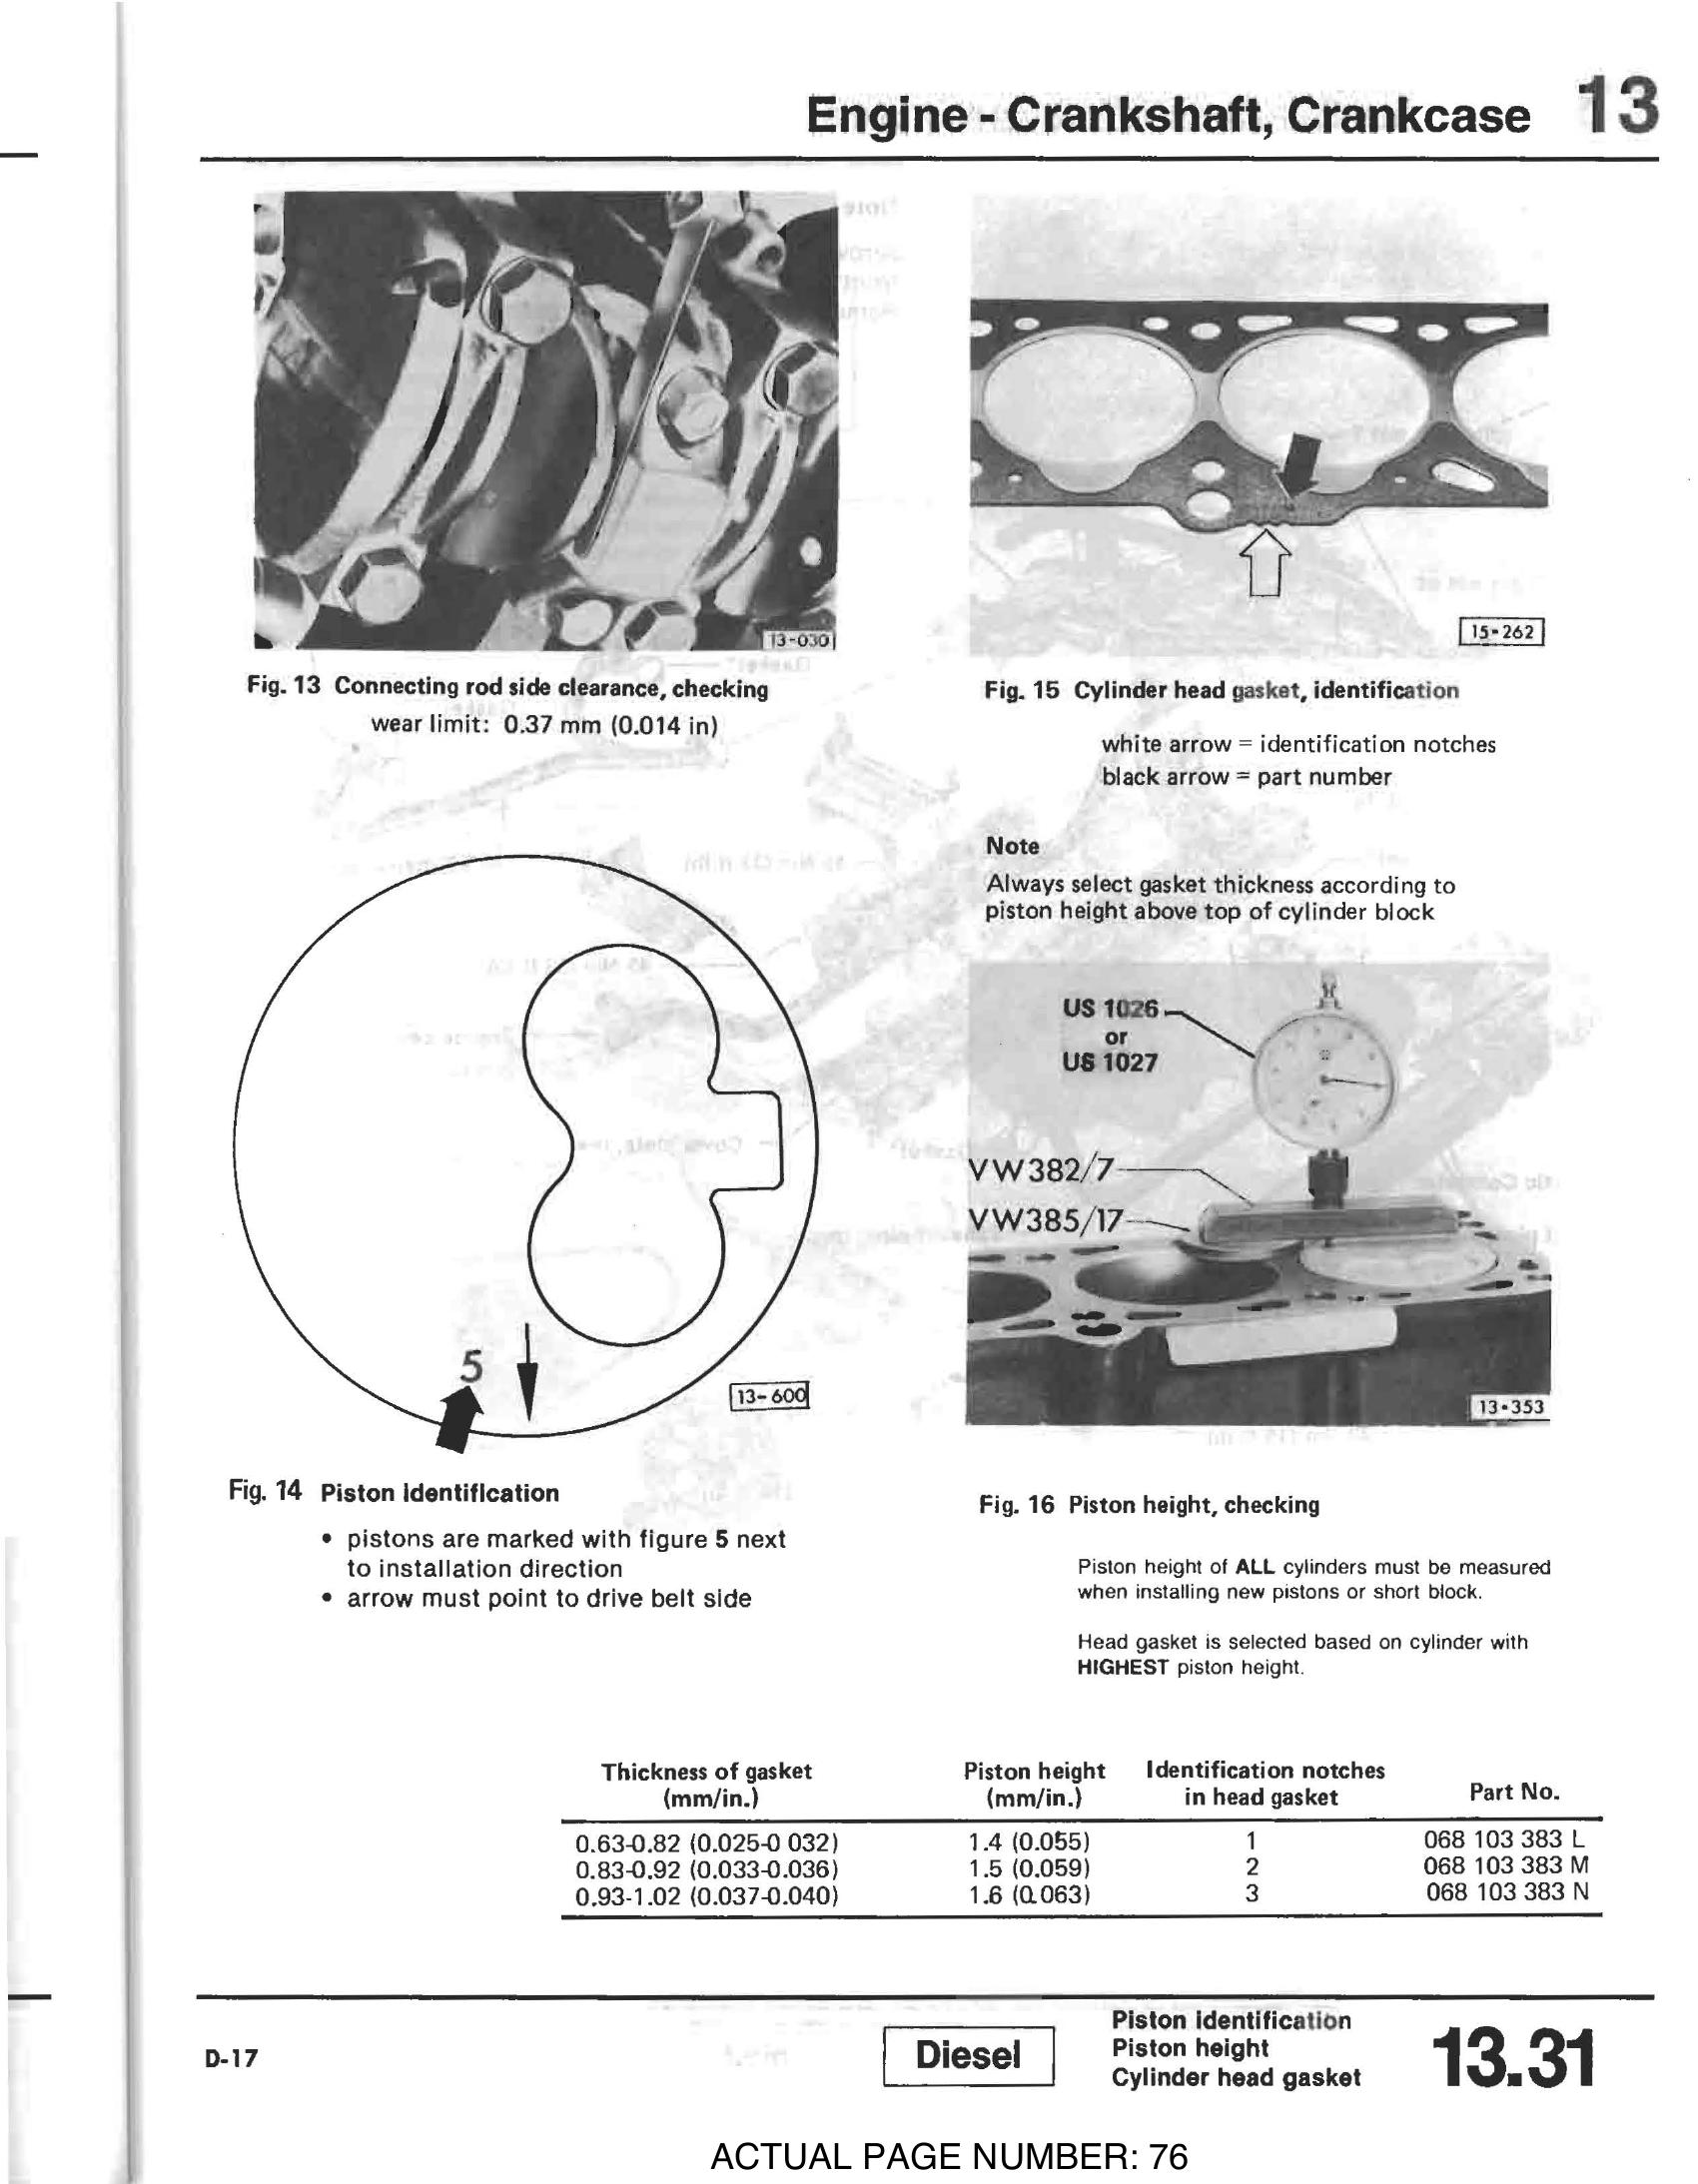 Engine - Crankshaft, Crankcase 13
13-030
Fig. 13 Connecting rod side clearance, checking
wear limit: 0.37 mm (0.014 in)
5
13-600
Fig. 14 Piston identification
• pistons are marked with figure 5 next
to installation direction
• arrow must point to drive belt side
15-262
Fig. 15 Cylinder head gasket, identification
white arrow = identification notches
black arrow = part number
Note
Always select gasket thickness according to
piston height above top of cylinder block
US 1026
or
US 1027
VW382/7
VW385/17
13-353
Fig. 16 Piston height, checking
Piston height of ALL cylinders must be measured
when installing new pistons or short block.
Head gasket is selected based on cylinder with
HIGHEST piston height.
Thickness of gasket (mm/in.) Piston height (mm/in.) Identification notches in head gasket Part No.
0.63-0.82 (0.025-0 032) 1.4 (0.055) 1 068 103 383 L
0.83-0.92 (0.033-0.036) 1.5 (0.059) 2 068 103 383 M
0.93-1.02 (0.037-0.040) 1.6 (0.063) 3 068 103 383 N
D-17
Diesel
Piston identification
Piston height
Cylinder head gasket
13.31
ACTUAL PAGE NUMBER: 76